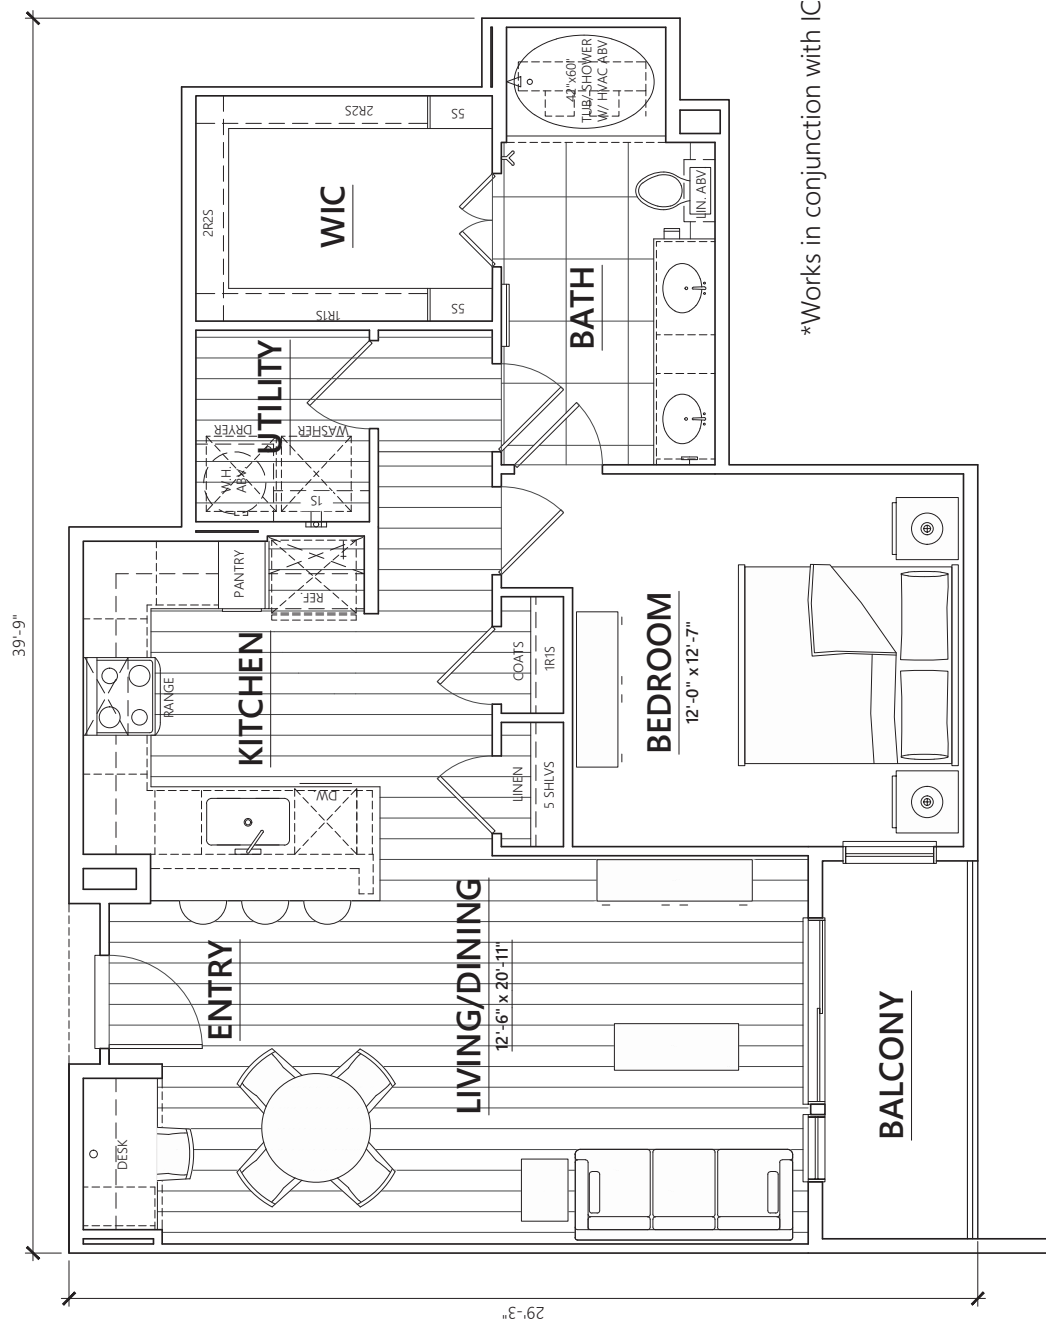 39'-9"
2R2S
5S
42"x60"
TUB/ SHOWER
W/ HVAC ABV
*Works in conjunction with IC
WIC
2R2S
LIN. ABV
1R1S
5S
BATH
UTILITY
DRYER
WASHER
W.H.
ABV
1S
PANTRY
REF.
KITCHEN
RANGE
COATS
1R1S
BEDROOM
12'-0" x 12'-7"
LINEN
5 SHLVS
DW
ENTRY
LIVING/DINING
12'-6" x 20'-11"
BALCONY
DESK
29'-3"